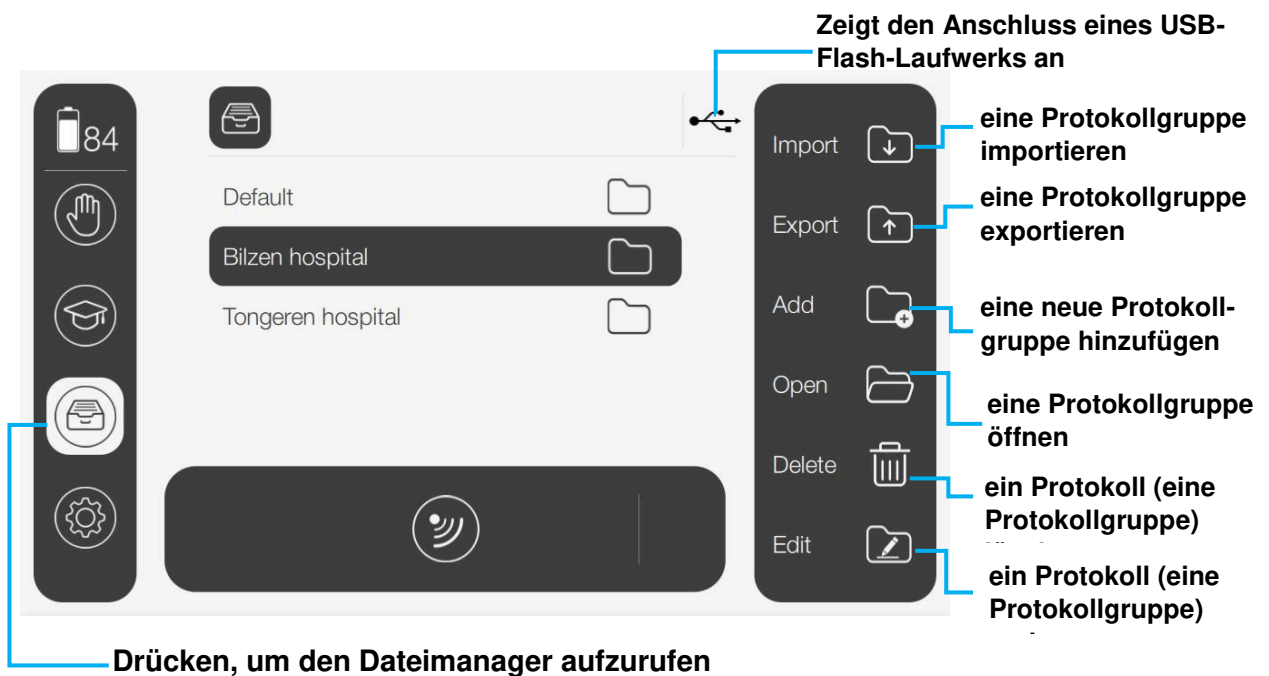 Zeigt den Anschluss eines USB-
Flash-Laufwerks an
84
Default
Bilzen hospital
Tongeren hospital
Import
Export
Add
Open
Delete
Edit
eine Protokollgruppe
importieren
eine Protokollgruppe
exportieren
eine neue Protokoll-
gruppe hinzufügen
eine Protokollgruppe
öffnen
ein Protokoll (eine
Protokollgruppe)
ein Protokoll (eine
Protokollgruppe)
Drücken, um den Dateimanager aufzurufen